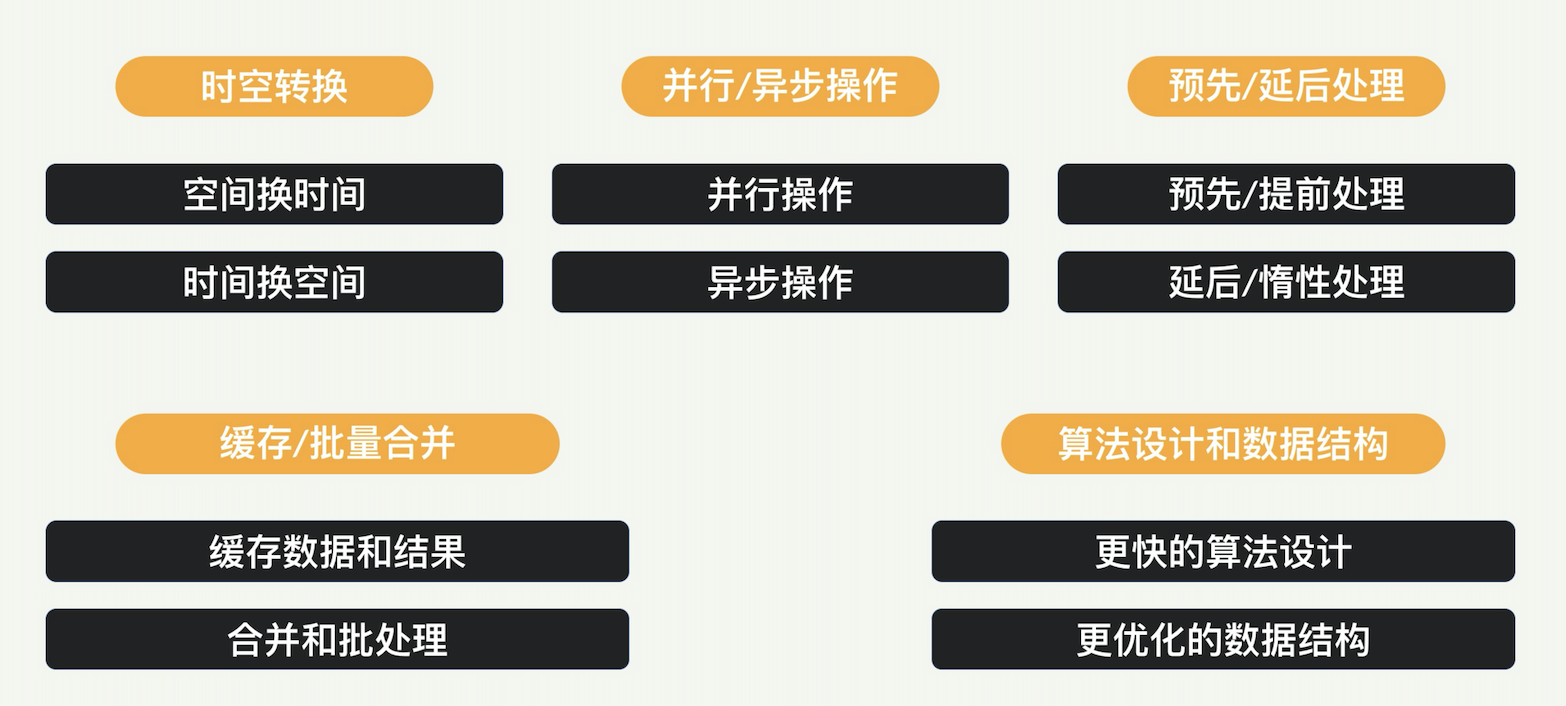 时空转换
空间换时间
时间换空间
并行/异步操作
并行操作
异步操作
预先/延后处理
预先/提前处理
延后/惰性处理
缓存/批量合并
缓存数据和结果
合并和批处理
算法设计和数据结构
更快的算法设计
更优化的数据结构